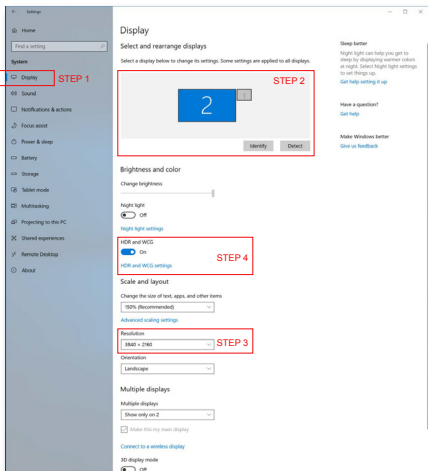 Settings
Home
Find a setting
System
Display
STEP 1
Sound
Notifications & actions
Focus assist
Power & sleep
Battery
Storage
Tablet mode
Multitasking
Projecting to this PC
Shared experiences
Remote Desktop
About
Display
Select and rearrange displays
Select a display below to change its settings. Some settings are applied to all displays.
STEP 2
2
1
Identify
Detect
Brightness and color
Change brightness
Night light
Off
Night light settings
HDR and WCG
On
STEP 4
HDR and WCG settings
Scale and layout
Change the size of text, apps, and other items
150% (Recommended)
Advanced scaling settings
Resolution
3840 × 2160
STEP 3
Orientation
Landscape
Multiple displays
Multiple displays
Show only on 2
Make this my main display
Connect to a wireless display
3D display mode
Off
Sleep better
Night light can help you get to
sleep by displaying warmer colors
at night. Select Night light settings
to set things up.
Get help setting it up
Have a question?
Get help
Make Windows better
Give us feedback